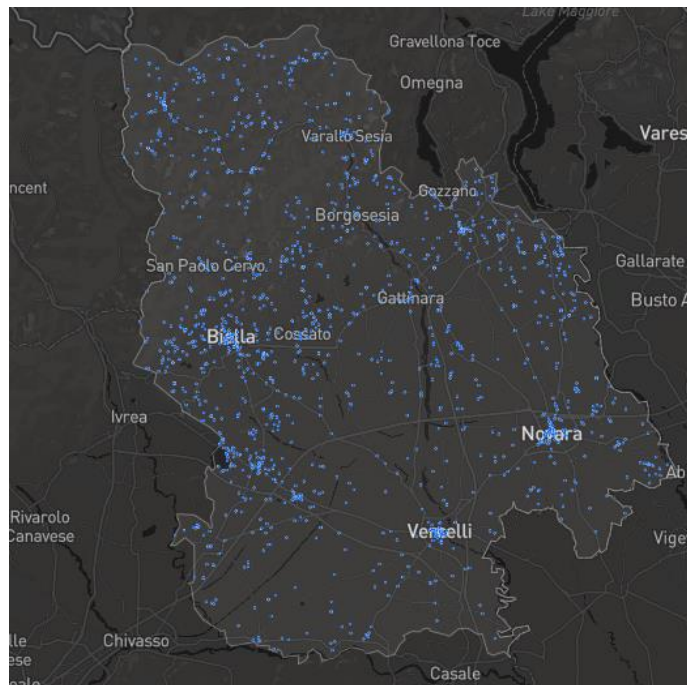 Lake Maggiore
Gravellona Toce
Omegna
Vares
Varallo Sesia
incent
Gozzano
Borgosesia
San Paolo Cervo
Gallarate
Gattinara
Busto A
Biella
Cossato
Ivrea
Novara
Ab
Rivarolo
Canavese
Vercelli
Vige
Chivasso
lle
ese
Casale